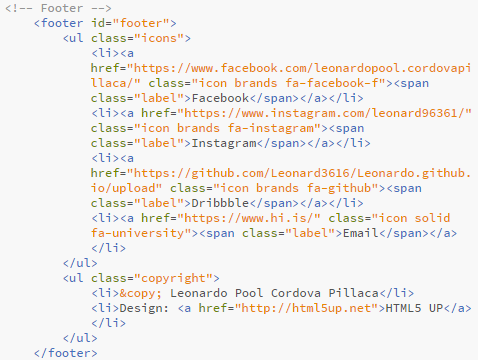 <!-- Footer -->
<footer id="footer">
<ul class="icons">
<li><a
href="https://www.facebook.com/leonardopool.cordovapi
llaca/" class="icon brands fa-facebook-f"><span
class="label">Facebook</span></a></li>
<li><a href="https://www.instagram.com/leonard96361/"
class="icon brands fa-instagram"><span
class="label">Instagram</span></a></li>
<li><a
href="https://github.com/Leonard3616/Leonardo.github.
io/upload" class="icon brands fa-github"><span
class="label">Dribbble</span></a></li>
<li><a href="https://www.hi.is/" class="icon solid
fa-university"><span class="label">Email</span></a>
</li>
</ul>
<ul class="copyright">
<li>&copy; Leonardo Pool Cordova Pillaca</li>
<li>Design: <a href="http://html5up.net">HTML5 UP</a>
</li>
</ul>
</footer>